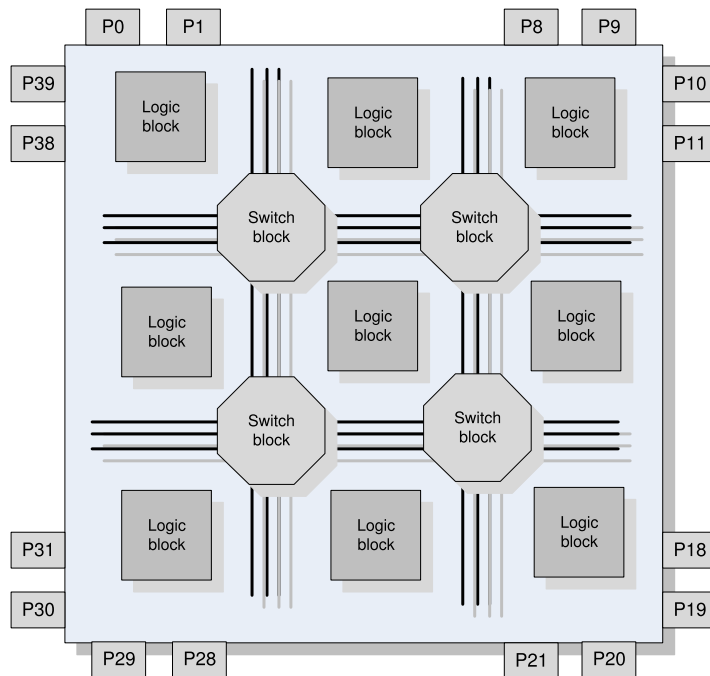 P0 P1 P8 P9
P39 P10
Logic block Logic block Logic block
P38 P11
Switch block Switch block
Logic block Logic block Logic block
Switch block Switch block
Logic block Logic block Logic block
P31 P18
P30 P19
P29 P28 P21 P20